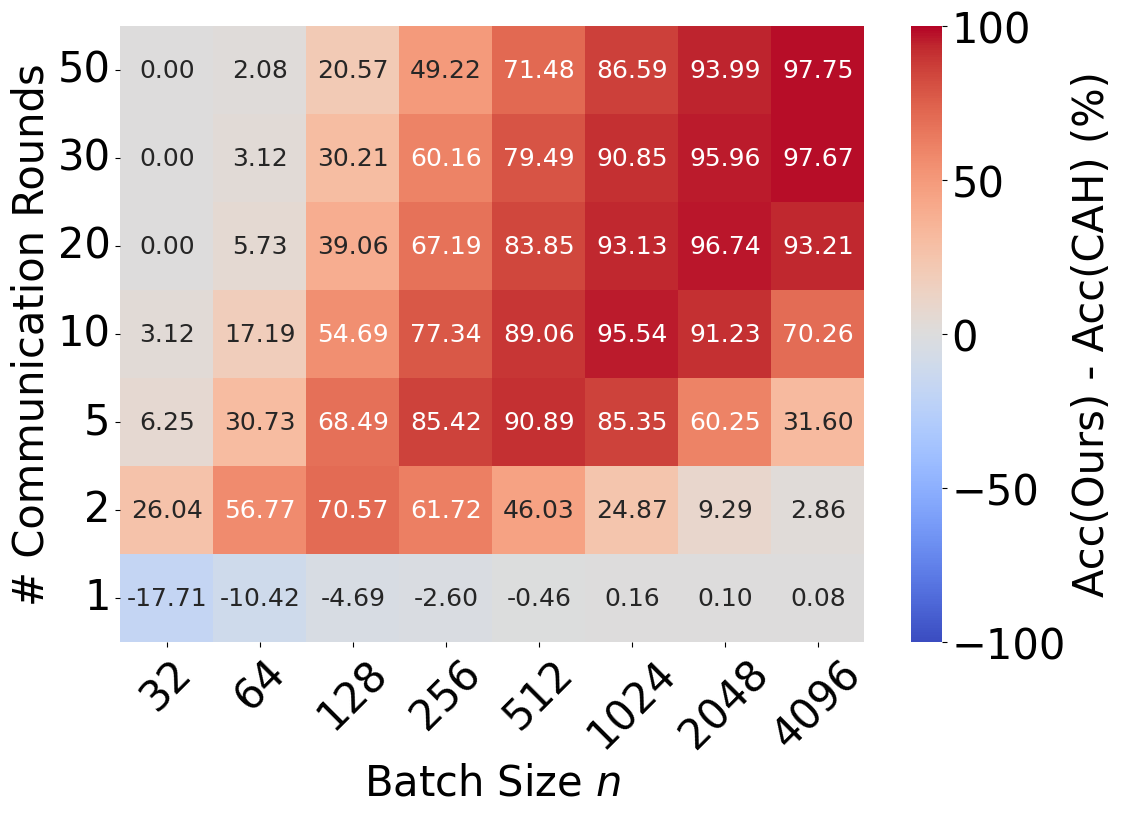 # Communication Rounds
50 0.00 2.08 20.57 49.22 71.48 86.59 93.99 97.75
30 0.00 3.12 30.21 60.16 79.49 90.85 95.96 97.67
20 0.00 5.73 39.06 67.19 83.85 93.13 96.74 93.21
10 3.12 17.19 54.69 77.34 89.06 95.54 91.23 70.26
5 6.25 30.73 68.49 85.42 90.89 85.35 60.25 31.60
2 26.04 56.77 70.57 61.72 46.03 24.87 9.29 2.86
1 -17.71 -10.42 -4.69 -2.60 -0.46 0.16 0.10 0.08
32 64 128 256 512 1024 2048 4096
Batch Size n
100
50
0
−50
−100
Acc(Ours) - Acc(CAH) (%)